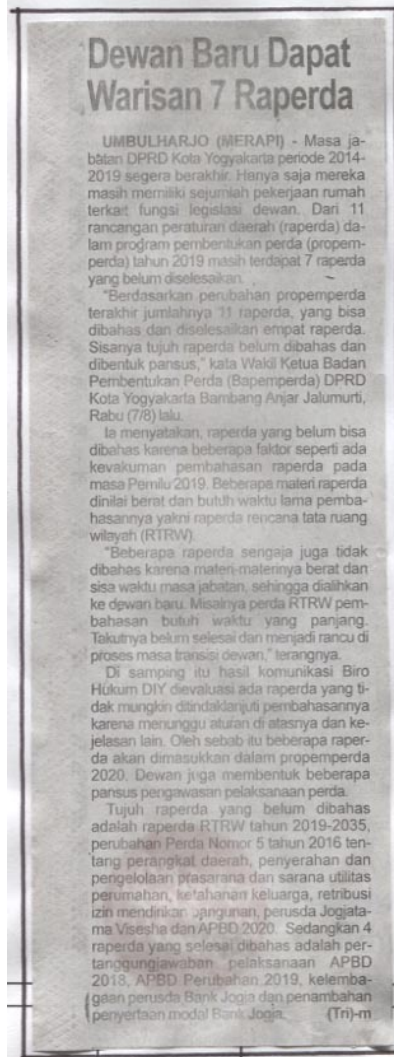 Dewan Baru Dapat
Warisan 7 Raperda
UMBULHARJO (MERAPI) - Masa ja-
batan DPRD Kota Yogyakarta periode 2014-
2019 segera berakhir. Hanya saja mereka
masih memiliki sejumlah pekerjaan rumah
terkait fungsi legislasi dewan. Dari 11
rancangan peraturan daerah (raperda) da-
lam program pembentukan perda (propem-
perda) tahun 2019 masih terdapat 7 raperda
yang belum diselesaikan.
"Berdasarkan perubahan propemperda
terakhir jumlahnya 11 raperda, yang bisa
dibahas dan diselesaikan empat raperda.
Sisanya tujuh raperda belum dibahas dan
dibentuk pansus," kata Wakil Ketua Badan
Pembentukan Perda (Bapemperda) DPRD
Kota Yogyakarta Bambang Anjar Jalumurti,
Rabu (7/8) lalu.
Ia menyatakan, raperda yang belum bisa
dibahas karena beberapa faktor seperti ada
kevakuman pembahasan raperda pada
masa Pemilu 2019. Beberapa materi raperda
dinilai berat dan butuh waktu lama pemba-
hasannya yakni raperda rencana tata ruang
wilayah (RTRW).
"Beberapa raperda sengaja juga tidak
dibahas karena materi-materinya berat dan
sisa waktu masa jabatan, sehingga dialihkan
ke dewan baru. Misalnya perda RTRW pem-
bahasan butuh waktu yang panjang.
Takutnya belum selesai dan menjadi rancu di
proses masa transisi dewan," terangnya.
Di samping itu hasil komunikasi Biro
Hukum DIY dievaluasi ada raperda yang ti-
dak mungkin ditindaklanjuti pembahasannya
karena menunggu aturan di atasnya dan ke-
jelasan lain. Oleh sebab itu beberapa raper-
da akan dimasukkan dalam propemperda
2020. Dewan juga membentuk beberapa
pansus pengawasan pelaksanaan perda.
Tujuh raperda yang belum dibahas
adalah raperda RTRW tahun 2019-2035,
perubahan Perda Nomor 5 tahun 2016 ten-
tang perangkat daerah, penyerahan dan
pengelolaan prasarana dan sarana utilitas
perumahan, ketahanan keluarga, retribusi
izin mendirikan bangunan, perusda Jogjata-
ma Visesha dan APBD 2020. Sedangkan 4
raperda yang selesai dibahas adalah per-
tanggungjawaban pelaksanaan APBD
2018, APBD Perubahan 2019, kelemba-
gaan perusda Bank Jogja dan penambahan
penyertaan modal Bank Jogja. (Tri)-m